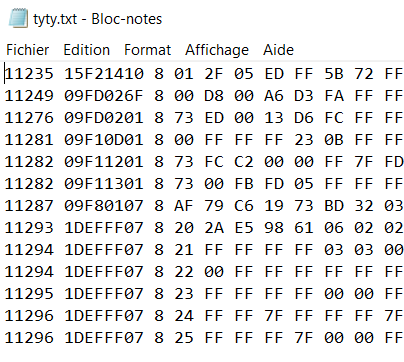 tyty.txt - Bloc-notes
Fichier Edition Format Affichage Aide
11235 15F21410 8 01 2F 05 ED FF 5B 72 FF
11249 09FD026F 8 00 D8 00 A6 D3 FA FF FF
11276 09FD0201 8 73 ED 00 13 D6 FC FF FF
11281 09F10D01 8 00 FF FF FF 23 0B FF FF
11282 09F11201 8 73 FC C2 00 00 FF 7F FD
11282 09F11301 8 73 00 FB FD 05 FF FF FF
11287 09F80107 8 AF 79 C6 19 73 BD 32 03
11293 1DEFFF07 8 20 2A E5 98 61 06 02 02
11294 1DEFFF07 8 21 FF FF FF FF 03 03 00
11294 1DEFFF07 8 22 00 FF FF FF FF FF FF
11295 1DEFFF07 8 23 FF FF FF FF 00 00 FF
11296 1DEFFF07 8 24 FF FF 7F FF FF FF 7F
11296 1DEFFF07 8 25 FF FF FF 7F 00 00 FF